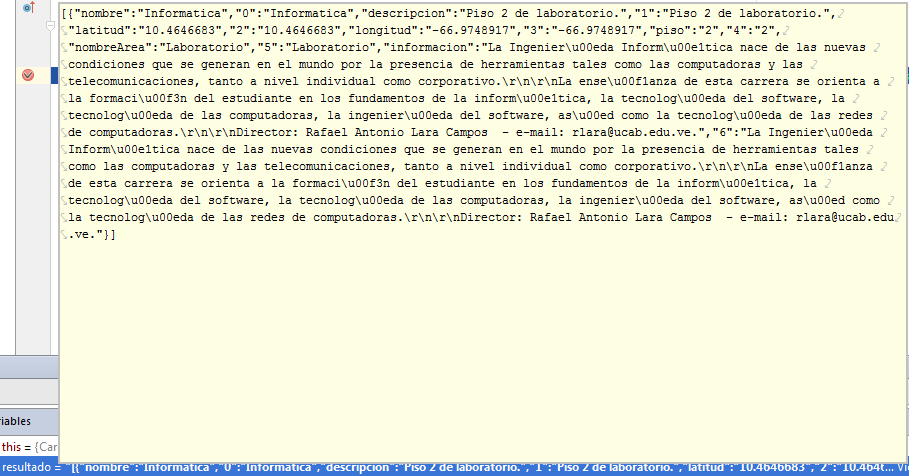 [{"nombre":"Informatica","0":"Informatica","descripcion":"Piso 2 de laboratorio.","1":"Piso 2 de laboratorio.",
"latitud":"10.4646683","2":"10.4646683","longitud":"-66.9748917","3":"-66.9748917","piso":"2","4":"2",
"nombreArea":"Laboratorio","5":"Laboratorio","informacion":"La Ingenier\u00eda Inform\u00e1tica nace de las nuevas
condiciones que se generan en el mundo por la presencia de herramientas tales como las computadoras y las
telecomunicaciones, tanto a nivel individual como corporativo.\r\n\r\nLa ense\u00f1anza de esta carrera se orienta a
la formaci\u00f3n del estudiante en los fundamentos de la inform\u00e1tica, la tecnolog\u00eda del software, la
tecnolog\u00eda de las computadoras, la ingenier\u00eda del software, as\u00ed como la tecnolog\u00eda de las redes
de computadoras.\r\n\r\nDirector: Rafael Antonio Lara Campos  - e-mail: rlara@ucab.edu.ve.","6":"La Ingenier\u00eda
Inform\u00e1tica nace de las nuevas condiciones que se generan en el mundo por la presencia de herramientas tales
como las computadoras y las telecomunicaciones, tanto a nivel individual como corporativo.\r\n\r\nLa ense\u00f1anza
de esta carrera se orienta a la formaci\u00f3n del estudiante en los fundamentos de la inform\u00e1tica, la
tecnolog\u00eda del software, la tecnolog\u00eda de las computadoras, la ingenier\u00eda del software, as\u00ed como
la tecnolog\u00eda de las redes de computadoras.\r\n\r\nDirector: Rafael Antonio Lara Campos  - e-mail: rlara@ucab.edu
.ve."}]
iables
this = {Car
resultado = "[{"nombre":"Informatica","0":"Informatica","descripcion":"Piso 2 de laboratorio.","1":"Piso 2 de laboratorio.","latitud":"10.4646683","2":"10.4646... Vi